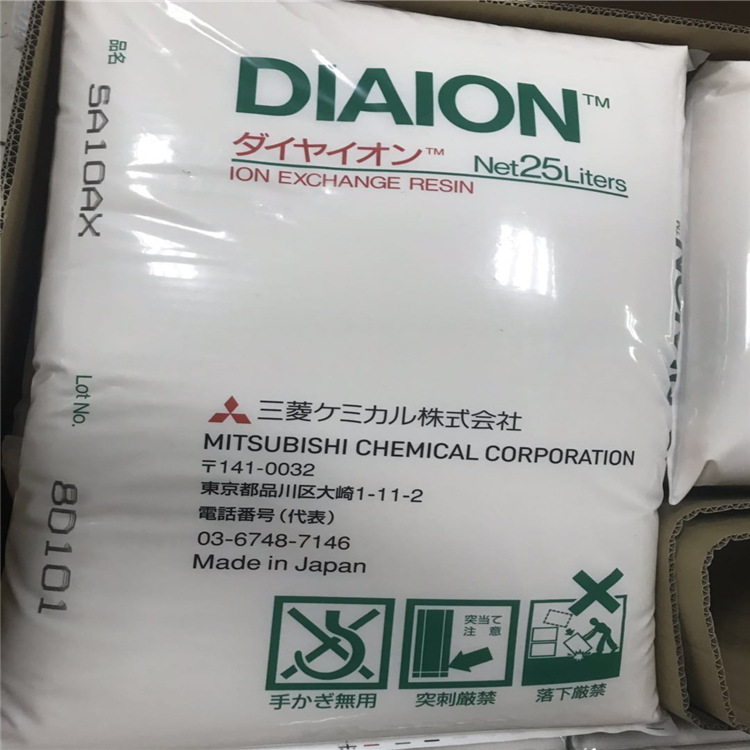 DIAION™
ダイヤイオン™
Net25Liters
ION EXCHANGE RESIN
品名
SA10AX
Lot No.
8D101
三菱ケミカル株式会社
MITSUBISHI CHEMICAL CORPORATION
〒141-0032
東京都品川区大崎1-11-2
電話番号(代表)
03-6748-7146
Made in Japan
突当て
注意
手かぎ無用
突刺厳禁
落下厳禁